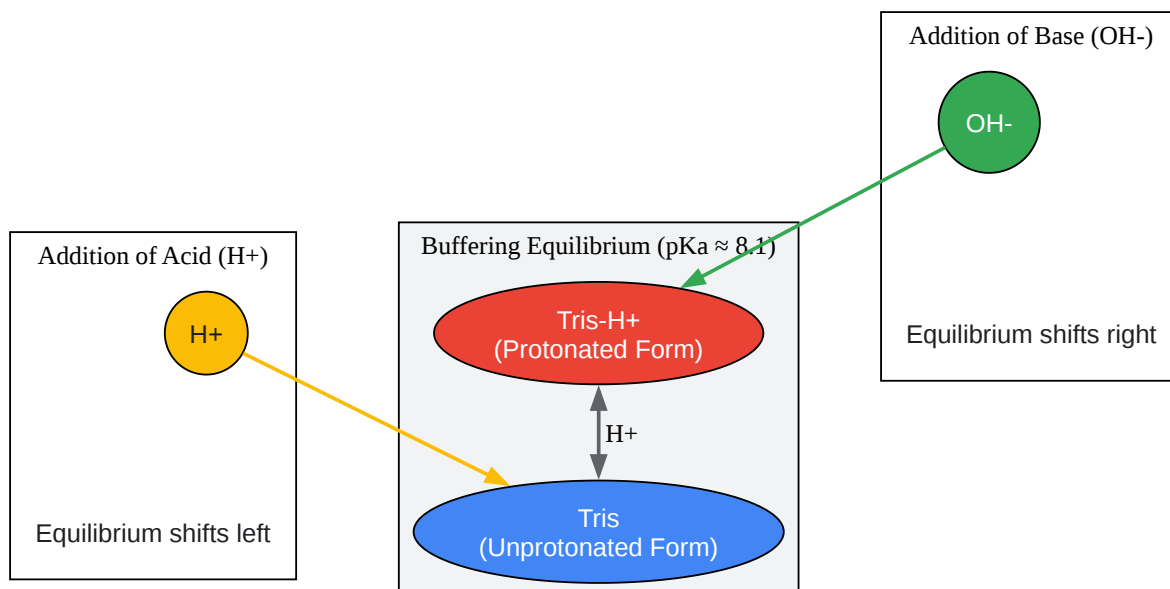 Addition of Base (OH-)
OH-
Equilibrium shifts right
Addition of Acid (H+)
H+
Equilibrium shifts left
Buffering Equilibrium (pKa ≈ 8.1)
Tris-H+
(Protonated Form)
H+
Tris
(Unprotonated Form)